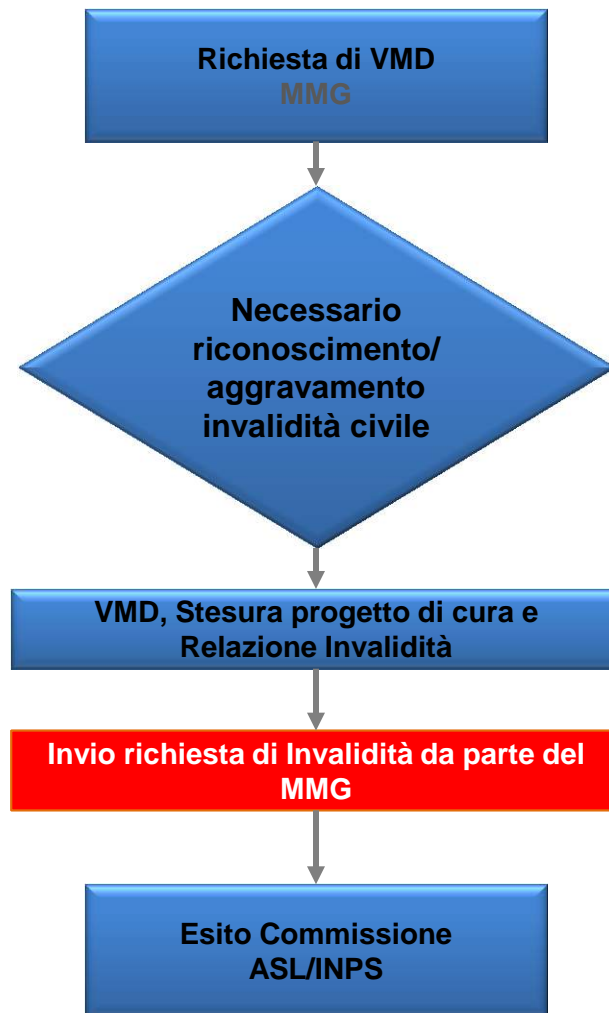 Richiesta di VMD
MMG
Necessario
riconoscimento/
aggravamento
invalidità civile
VMD, Stesura progetto di cura e
Relazione Invalidità
Invio richiesta di Invalidità da parte del
MMG
Esito Commissione
ASL/INPS